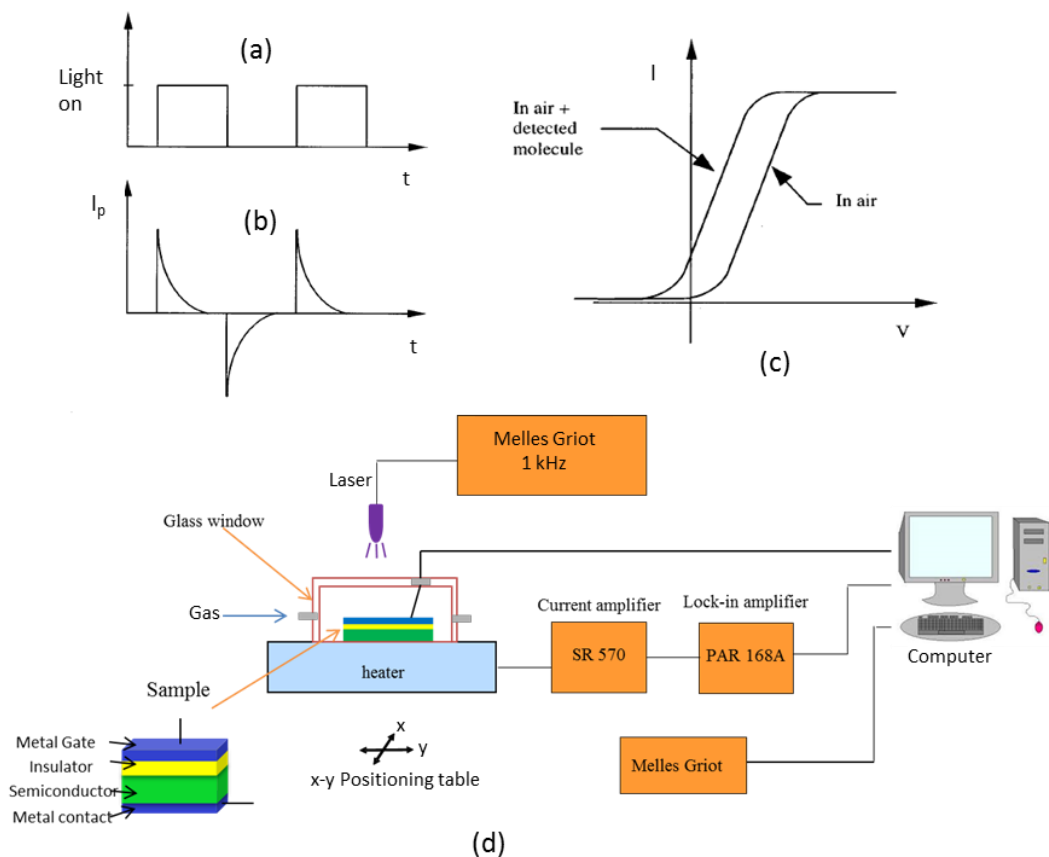 (a)
Light
on
t
Ip
(b)
t
I
In air +
detected
molecule
In air
V
(c)
Melles Griot
1 kHz
Laser
Glass window
Gas
Current amplifier
Lock-in amplifier
SR 570
PAR 168A
Computer
heater
Sample
Metal Gate
Insulator
Semiconductor
Metal contact
x
y
x-y Positioning table
Melles Griot
(d)